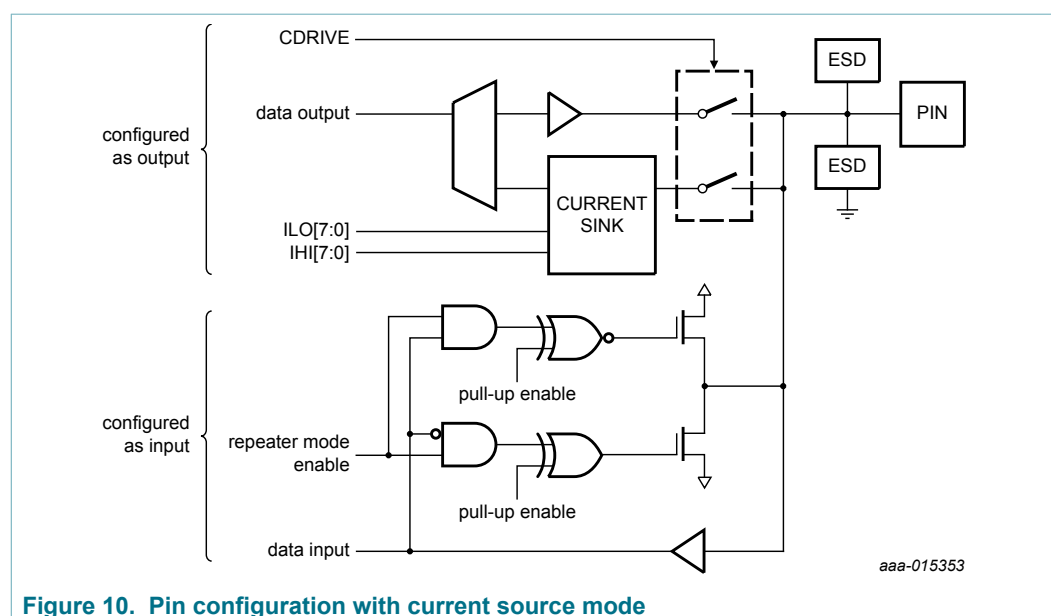 CDRIVE
data output
configured
as output
ILO[7:0]
IHI[7:0]
CURRENT
SINK
ESD
PIN
ESD
pull-up enable
configured
as input
repeater mode
enable
pull-up enable
data input
aaa-015353
Figure 10. Pin configuration with current source mode